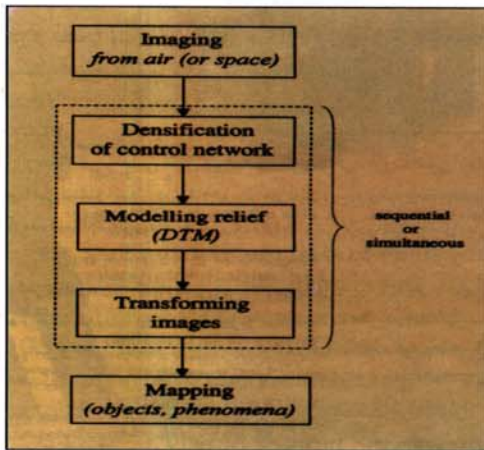 Imaging
from air (or space)
Densification
of control network
Modelling relief
(DTM)
sequential
or
simultaneous
Transforming
images
Mapping
(objects, phenomena)